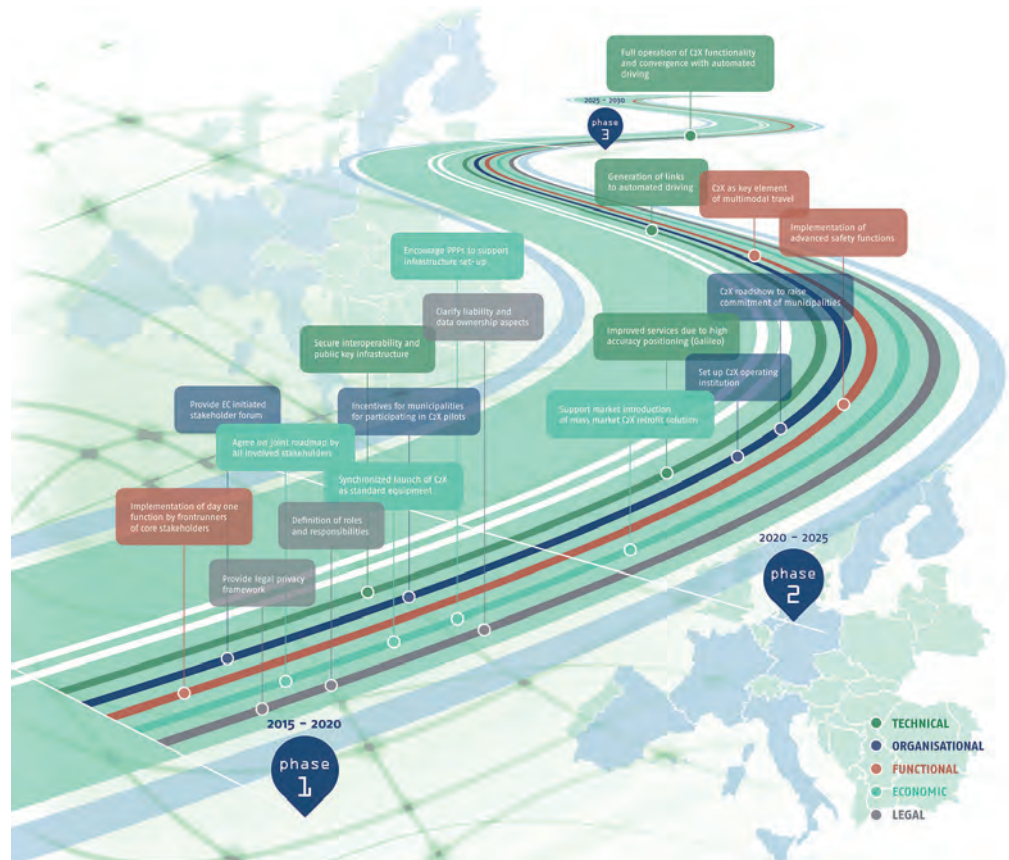 Full operation of C2X functionality
and convergence with automated
driving
2025 – 2030
phase
3
Generation of links
to automated driving
C2X as key element
of multimodal travel
Implementation of
advanced safety functions
Encourage PPPs to support
infrastructure set-up
C2X roadshow to raise
commitment of municipalities
Clarify liability and
data ownership aspects
Secure interoperability and
public key infrastructure
Improved services due to high
accuracy positioning (Galileo)
Set up C2X operating
institution
Provide EC initiated
stakeholder forum
Incentives for municipalities
for participating in C2X pilots
Support market introduction
of mass market C2X retrofit solution
Agree on joint roadmap by
all involved stakeholders
Synchronized launch of C2X
as standard equipment
Implementation of day one
function by frontrunners
of core stakeholders
Definition of roles
and responsibilities
2020 – 2025
phase
2
Provide legal privacy
framework
2015 – 2020
phase
1
TECHNICAL
ORGANISATIONAL
FUNCTIONAL
ECONOMIC
LEGAL